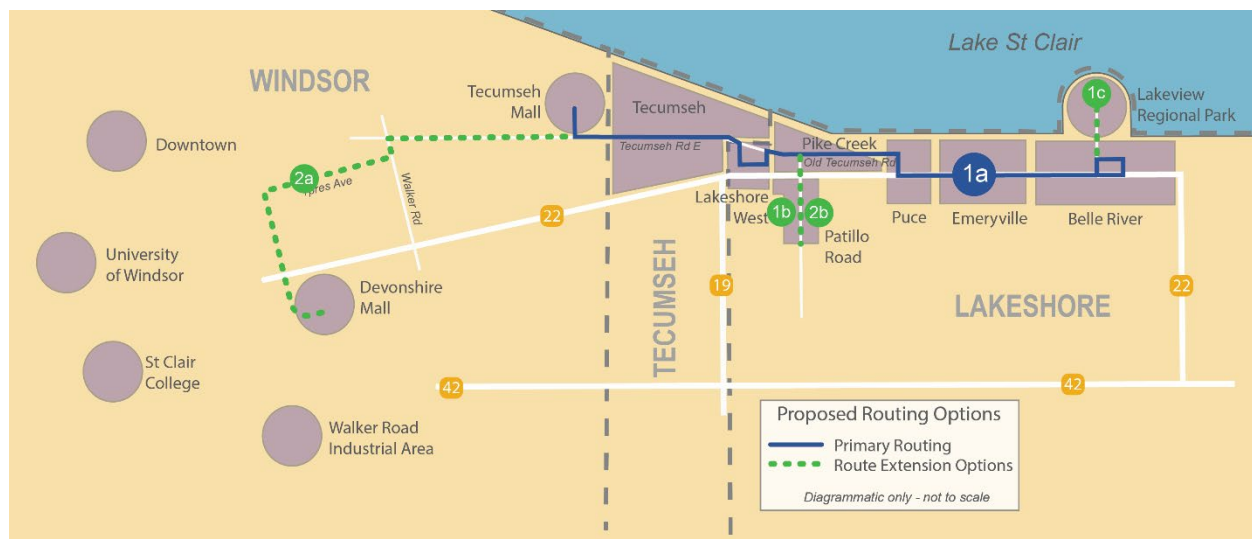 Lake St Clair
WINDSOR
Tecumseh
Mall
Tecumseh
1c
Lakeview
Regional Park
Downtown
Tecumseh Rd E
Pike Creek
Old Tecumseh Rd
2a
Walker Rd
1a
Lakeshore
West
1b
2b
Puce
Emeryville
Belle River
22
Patillo
Road
University
of Windsor
Devonshire
Mall
19
22
TECUMSEH
LAKESHORE
St Clair
College
42
42
Walker Road
Industrial Area
Proposed Routing Options
Primary Routing
Route Extension Options
Diagrammatic only - not to scale